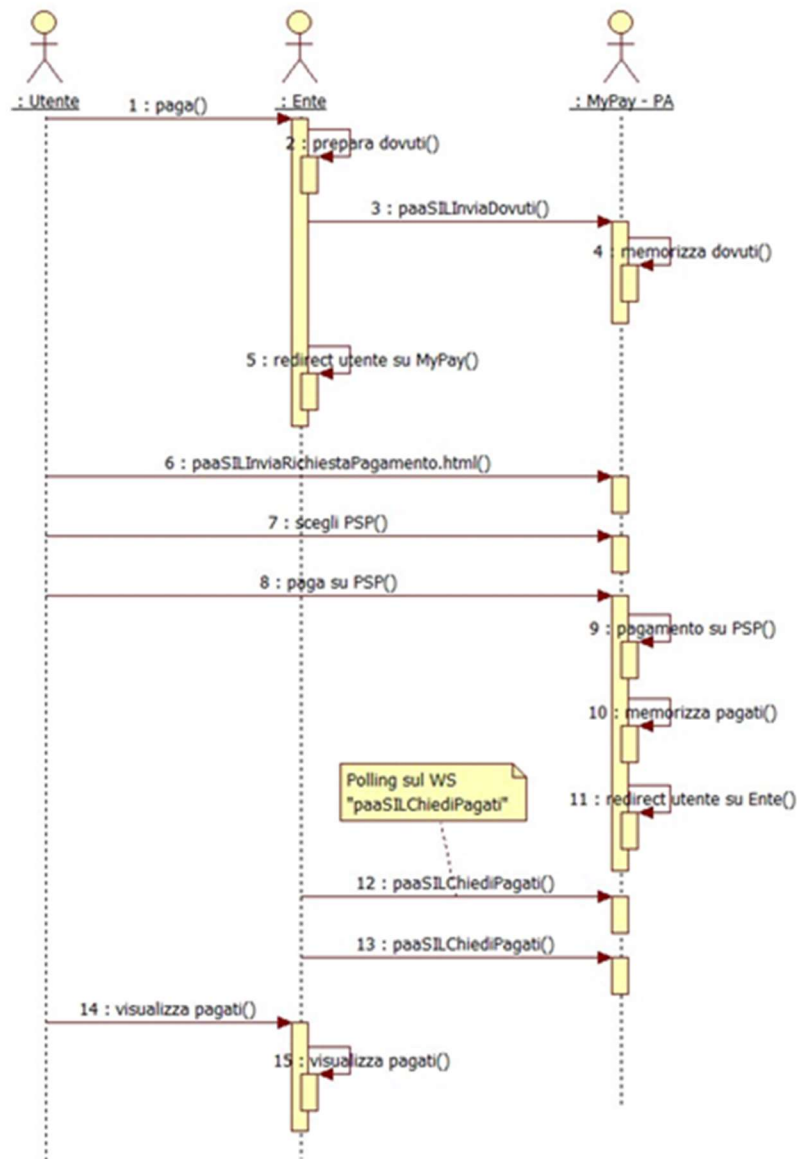 : Utente
: Ente
: MyPay - PA
1 : paga()
2 : prepara dovuti()
3 : paaSILInviaDovuti()
4 : memorizza dovuti()
5 : redirect utente su MyPay()
6 : paaSILInviaRichiestaPagamento.html()
7 : scegli PSP()
8 : paga su PSP()
9 : pagamento su PSP()
10 : memorizza pagati()
Polling sul WS
"paaSILChiediPagati"
11 : redirect utente su Ente()
12 : paaSILChiediPagati()
13 : paaSILChiediPagati()
14 : visualizza pagati()
15 : visualizza pagati()